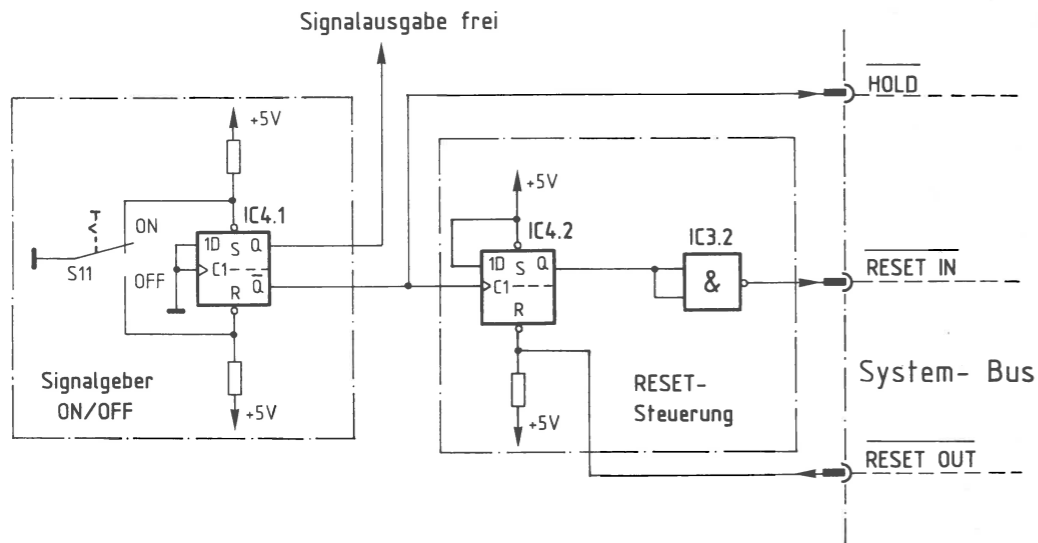 Signalausgabe frei
HOLD
+5V
+5V
IC4.1
ON
IC4.2
IC3.2
1D S Q
S11
C1
OFF
R Q
1D S Q
C1
R
&
RESET IN
System- Bus
Signalgeber
ON/OFF
+5V
RESET-
Steuerung
+5V
RESET OUT